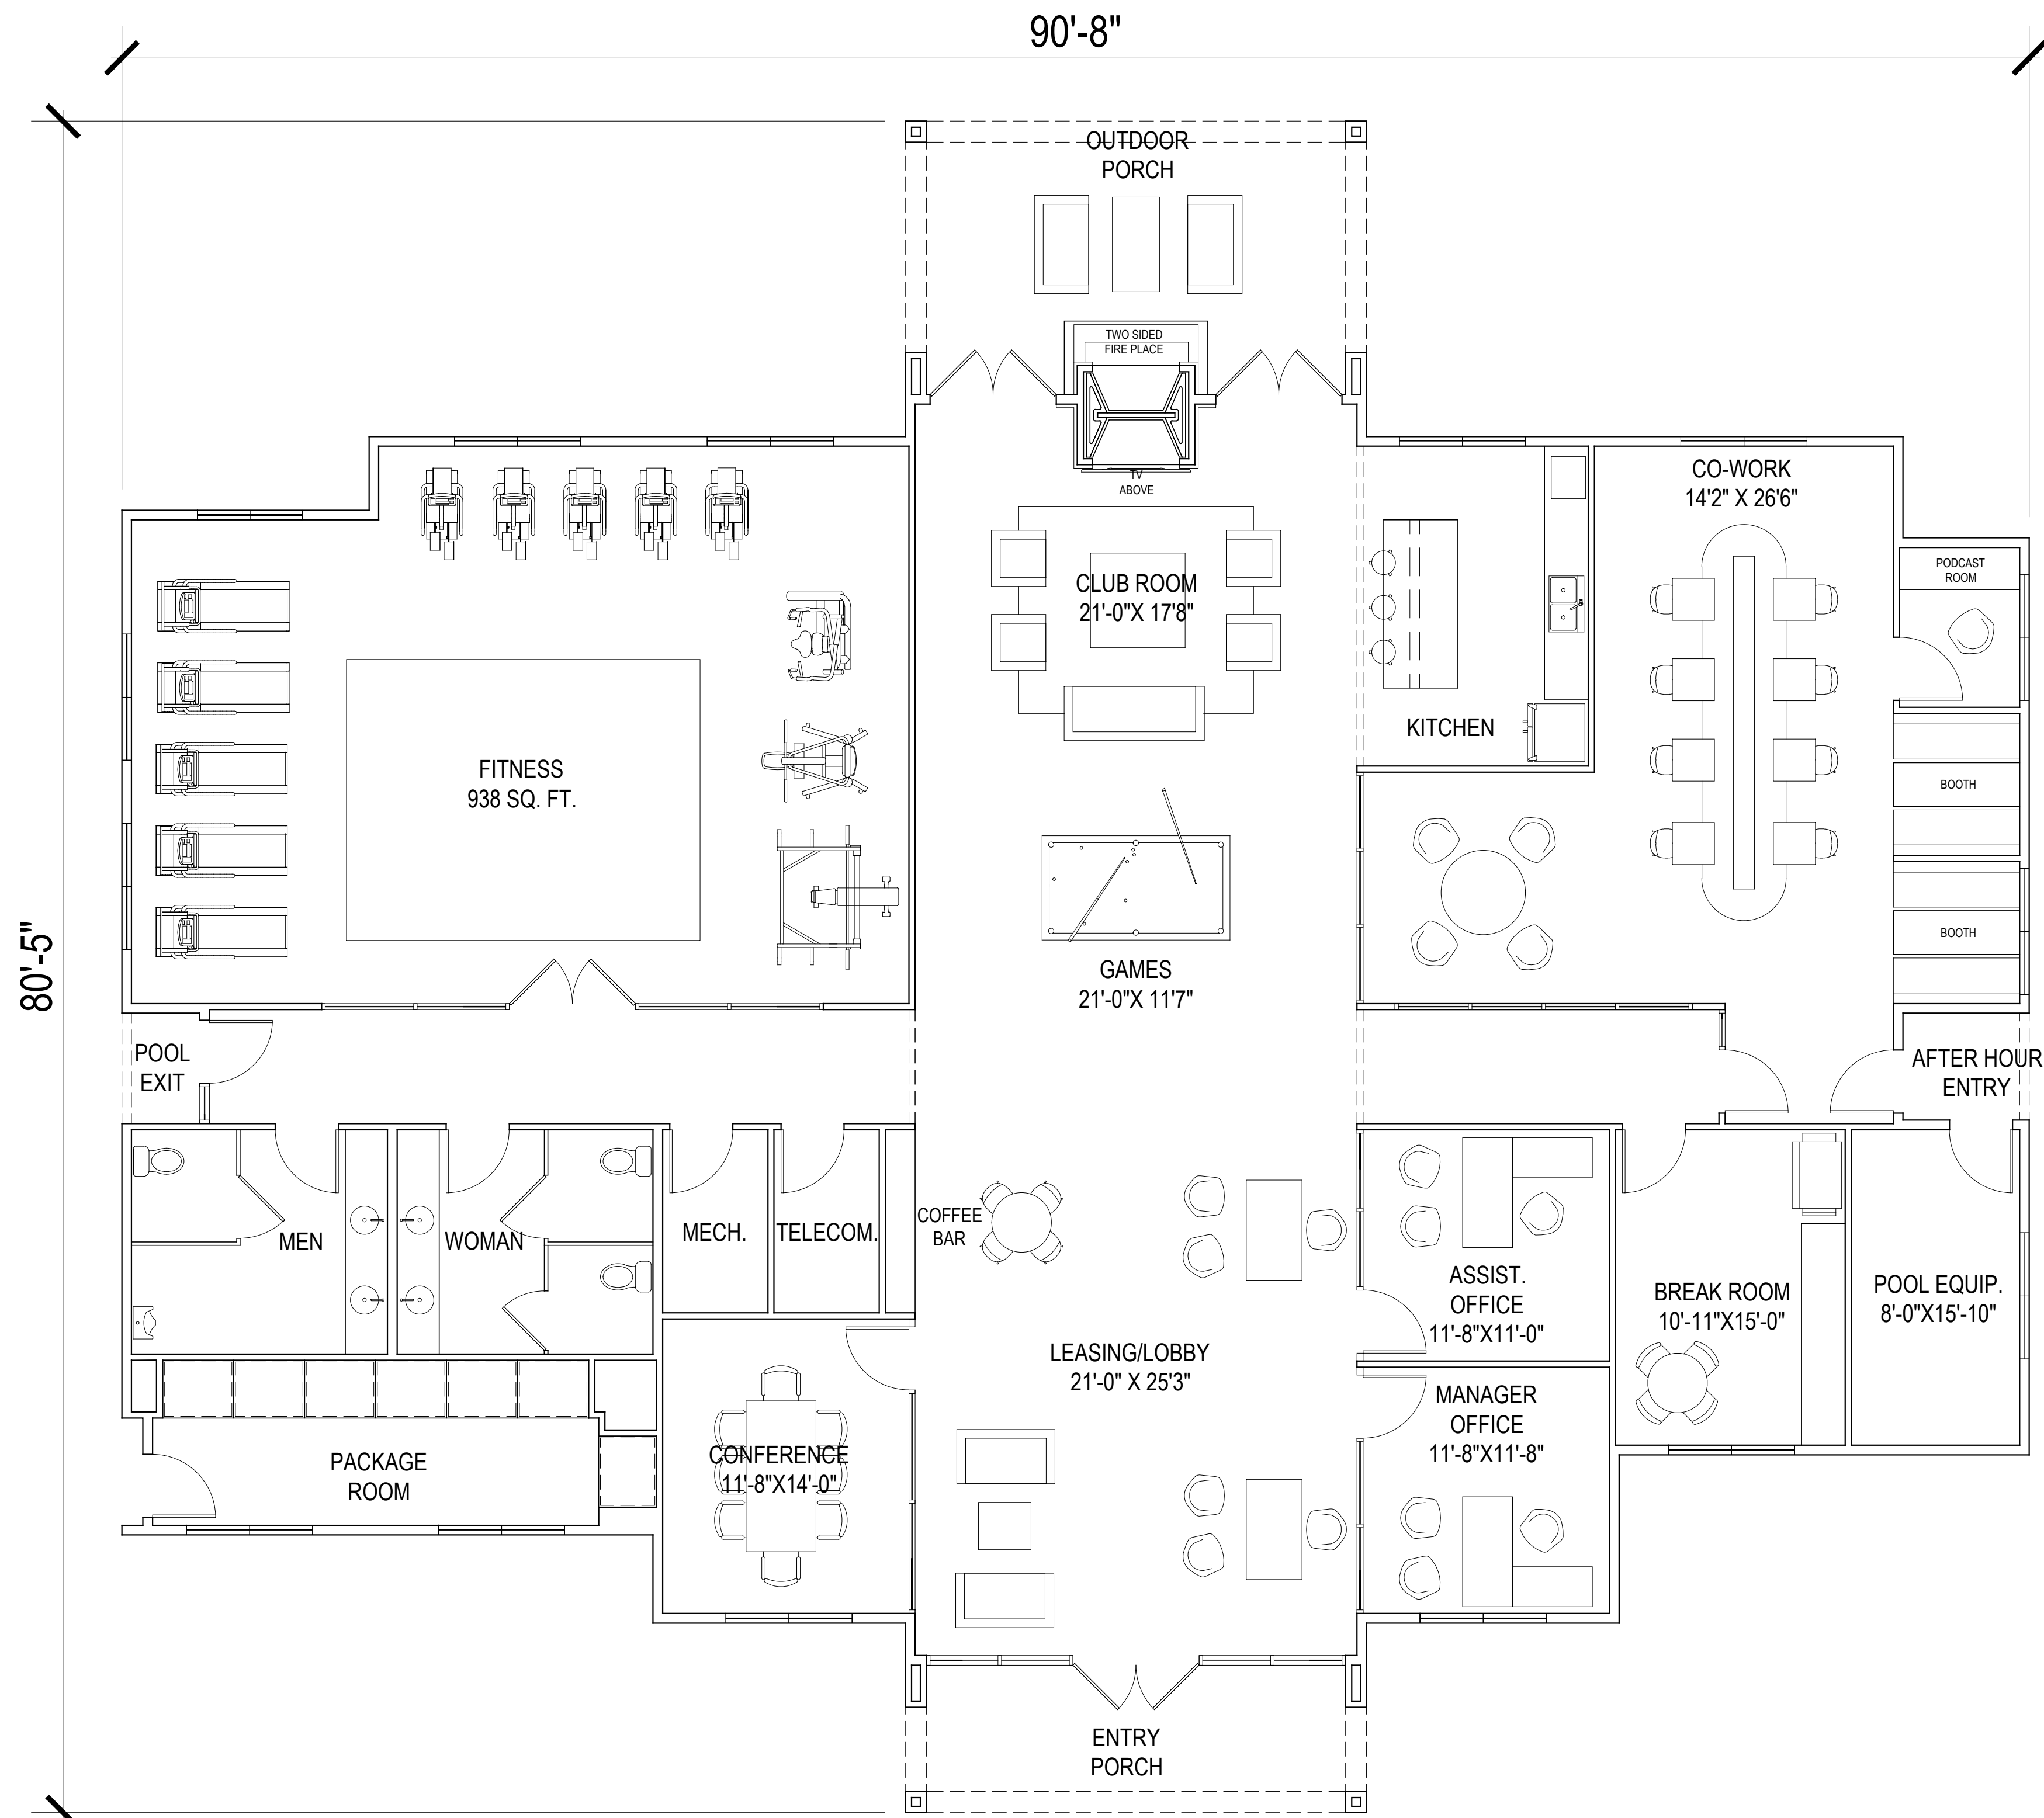 90'-8"
OUTDOOR
PORCH
TWO SIDED
FIRE PLACE
TV
ABOVE
CO-WORK
14'2" X 26'6"
PODCAST
ROOM
CLUB ROOM
21'-0"X 17'8"
KITCHEN
FITNESS
938 SQ. FT.
BOOTH
BOOTH
80'-5"
GAMES
21'-0"X 11'7"
POOL
EXIT
AFTER HOUR
ENTRY
MEN
WOMAN
MECH.
TELECOM.
COFFEE
BAR
ASSIST.
OFFICE
11'-8"X11'-0"
BREAK ROOM
10'-11"X15'-0"
POOL EQUIP.
8'-0"X15'-10"
LEASING/LOBBY
21'-0" X 25'3"
MANAGER
OFFICE
11'-8"X11'-8"
PACKAGE
ROOM
CONFERENCE
11'-8"X14'-0"
ENTRY
PORCH